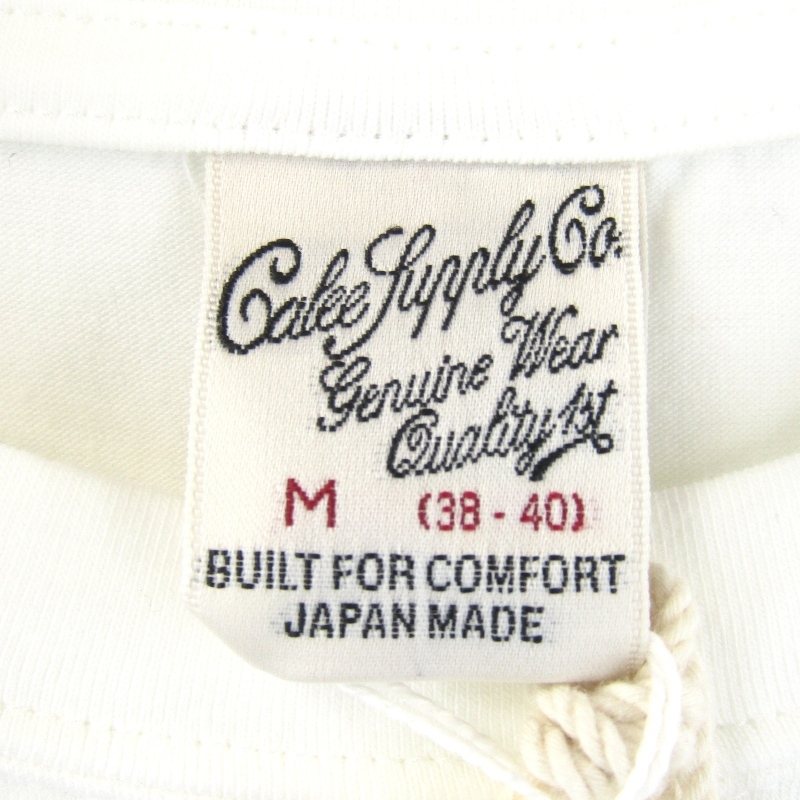 Calee Supply Co.
Genuine Wear
Quality 1st
M (38 - 40)
BUILT FOR COMFORT
JAPAN MADE